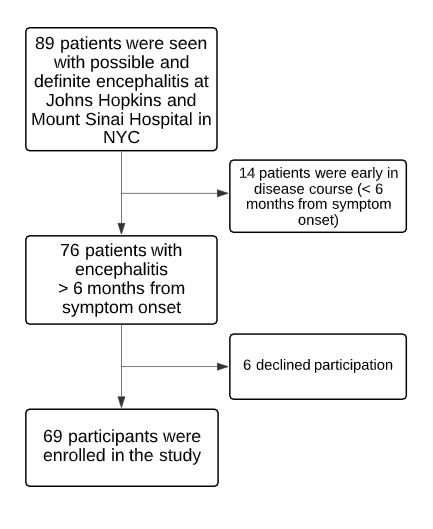 89 patients were seen
with possible and
definite encephalitis at
Johns Hopkins and
Mount Sinai Hospital in
NYC
14 patients were early in
disease course (< 6
months from symptom
onset)
76 patients with
encephalitis
> 6 months from
symptom onset
6 declined participation
69 participants were
enrolled in the study